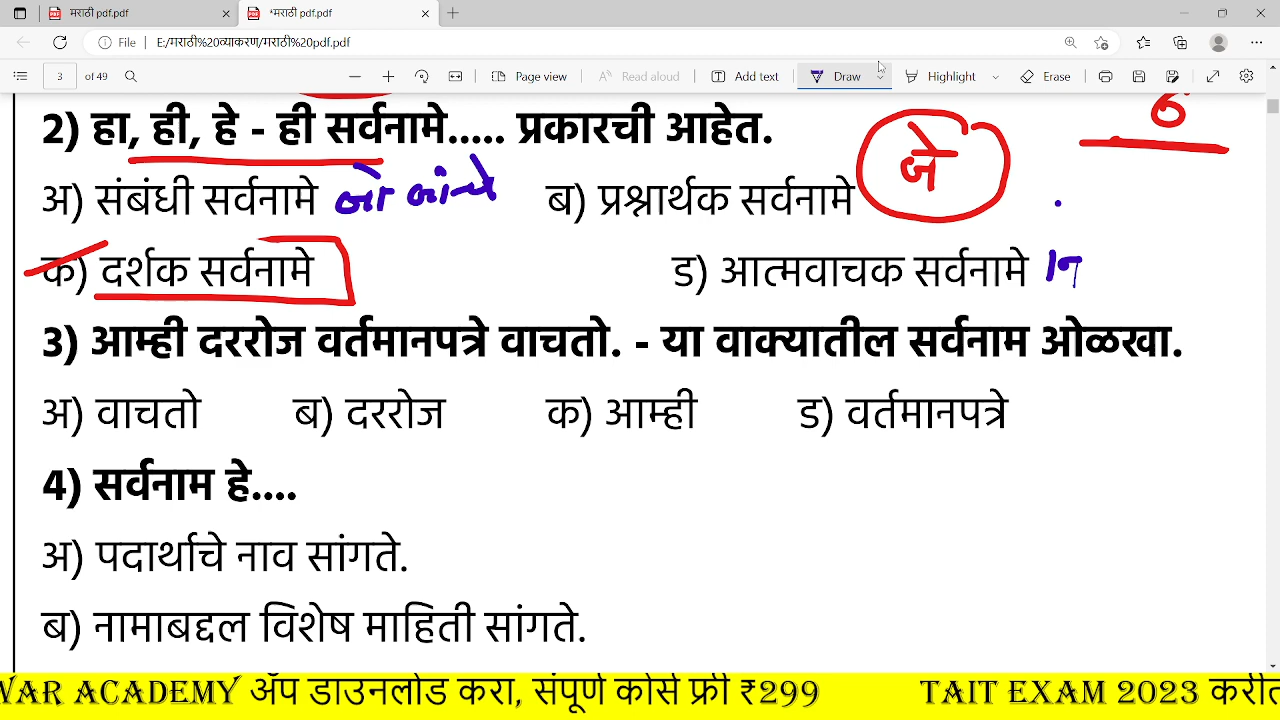 मराठी pdf.pdf
*मराठी pdf.pdf
File E:/मराठी%20व्याकरण/मराठी%20pdf.pdf
3 of 49 Page view Read aloud Add text Draw Highlight Erase
6
2) हा, ही, हे - ही सर्वनामे..... प्रकारची आहेत.
जे
अ) संबंधी सर्वनामे ब) प्रश्नार्थक सर्वनामे
क) दर्शक सर्वनामे ड) आत्मवाचक सर्वनामे
3) आम्ही दररोज वर्तमानपत्रे वाचतो. - या वाक्यातील सर्वनाम ओळखा.
अ) वाचतो ब) दररोज क) आम्ही ड) वर्तमानपत्रे
4) सर्वनाम हे....
अ) पदार्थाचे नाव सांगते.
ब) नामाबद्दल विशेष माहिती सांगते.
WAR ACADEMY ॲप डाउनलोड करा, संपूर्ण कोर्स फ्री ₹299 TAIT EXAM 2023 करीत